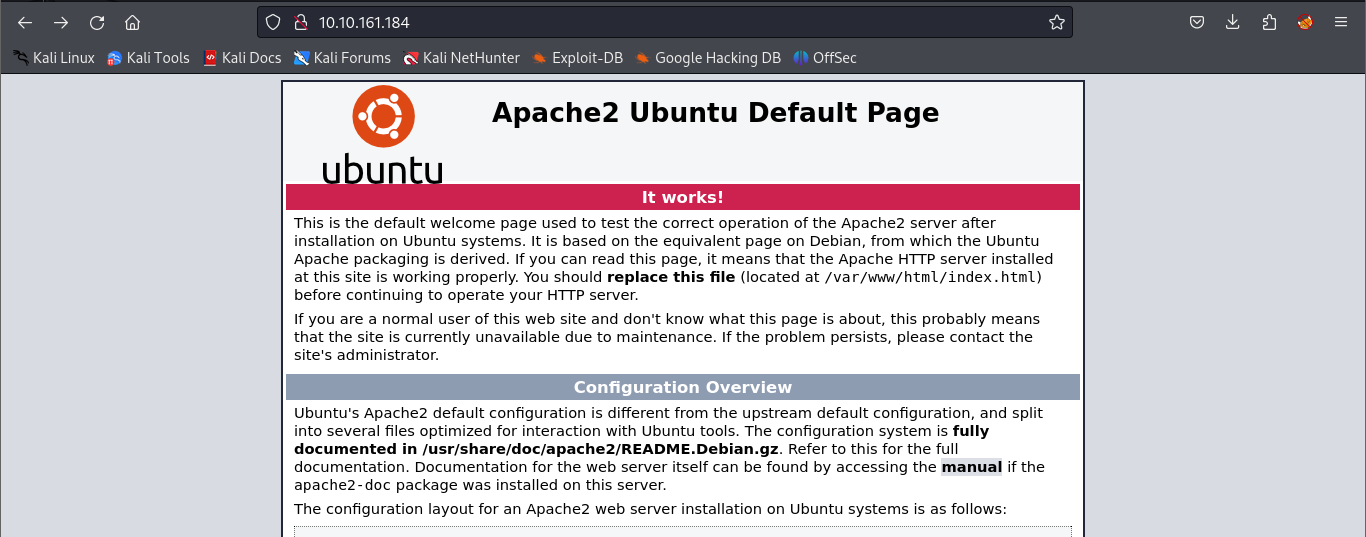 10.10.161.184
Kali Linux Kali Tools Kali Docs Kali Forums Kali NetHunter Exploit-DB Google Hacking DB OffSec
ubuntu
Apache2 Ubuntu Default Page
It works!
This is the default welcome page used to test the correct operation of the Apache2 server after
installation on Ubuntu systems. It is based on the equivalent page on Debian, from which the Ubuntu
Apache packaging is derived. If you can read this page, it means that the Apache HTTP server installed
at this site is working properly. You should replace this file (located at /var/www/html/index.html)
before continuing to operate your HTTP server.
If you are a normal user of this web site and don't know what this page is about, this probably means
that the site is currently unavailable due to maintenance. If the problem persists, please contact the
site's administrator.
Configuration Overview
Ubuntu's Apache2 default configuration is different from the upstream default configuration, and split
into several files optimized for interaction with Ubuntu tools. The configuration system is fully
documented in /usr/share/doc/apache2/README.Debian.gz. Refer to this for the full
documentation. Documentation for the web server itself can be found by accessing the manual if the
apache2-doc package was installed on this server.
The configuration layout for an Apache2 web server installation on Ubuntu systems is as follows: